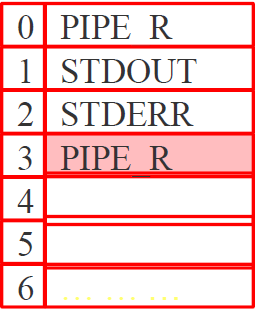 0 PIPE_R
1 STDOUT
2 STDERR
3 PIPE_R
4
5
6 ... ... ...